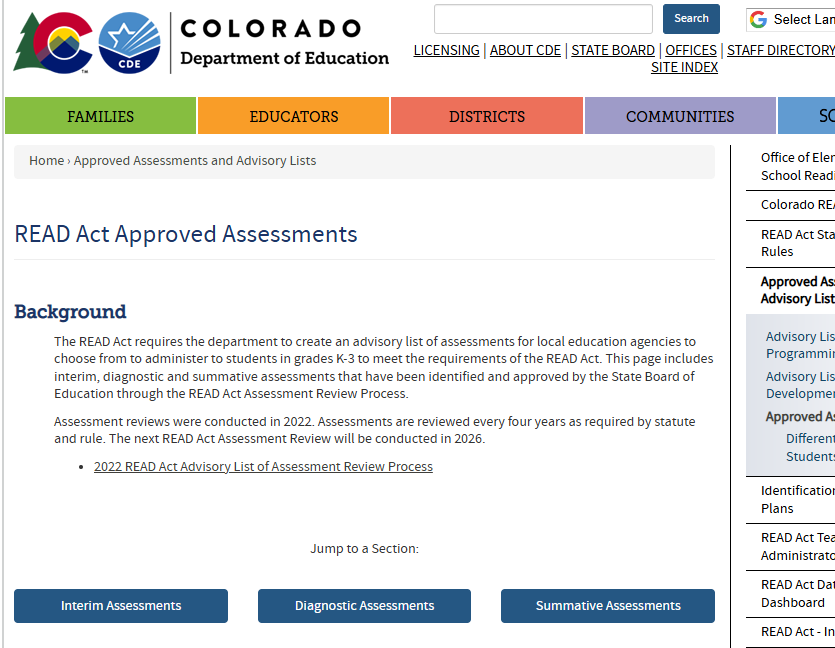 COLORADO
Department of Education
CDE
TM
Search
Select Lan
LICENSING | ABOUT CDE | STATE BOARD | OFFICES | STAFF DIRECTORY
SITE INDEX
FAMILIES
EDUCATORS
DISTRICTS
COMMUNITIES
SC
Home › Approved Assessments and Advisory Lists
READ Act Approved Assessments
Background
The READ Act requires the department to create an advisory list of assessments for local education agencies to
choose from to administer to students in grades K-3 to meet the requirements of the READ Act. This page includes
interim, diagnostic and summative assessments that have been identified and approved by the State Board of
Education through the READ Act Assessment Review Process.
Assessment reviews were conducted in 2022. Assessments are reviewed every four years as required by statute
and rule. The next READ Act Assessment Review will be conducted in 2026.
• 2022 READ Act Advisory List of Assessment Review Process
Jump to a Section:
Interim Assessments
Diagnostic Assessments
Summative Assessments
Office of Elem
School Readi
Colorado REA
READ Act Sta
Rules
Approved As
Advisory List
Advisory Lis
Programmin
Advisory Lis
Developmen
Approved As
Different
Students
Identification
Plans
READ Act Tea
Administrato
READ Act Dat
Dashboard
READ Act - In